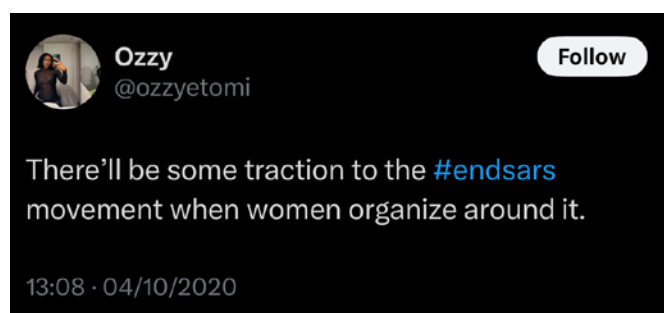 Ozzy
Follow
@ozzyetomi
There’ll be some traction to the #endsars
movement when women organize around it.
13:08 · 04/10/2020